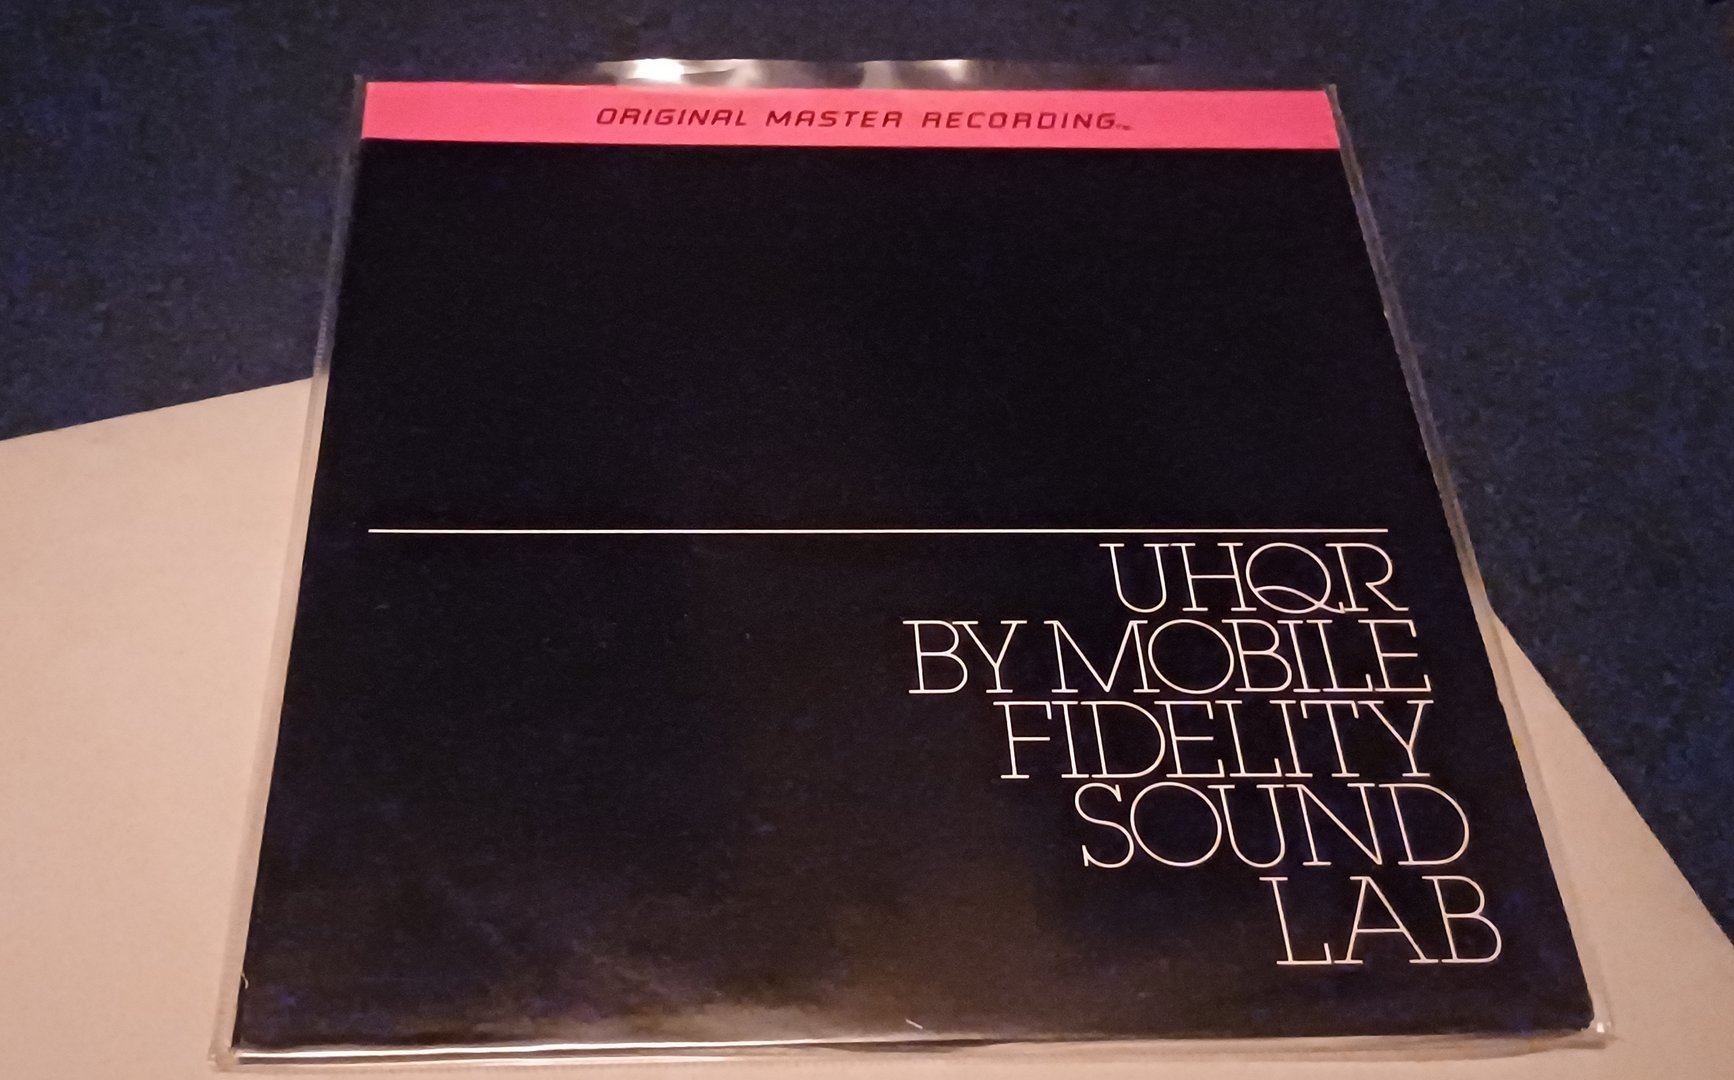 ORIGINAL MASTER RECORDING™
UHQR
BY MOBILE
FIDELITY
SOUND
LAB